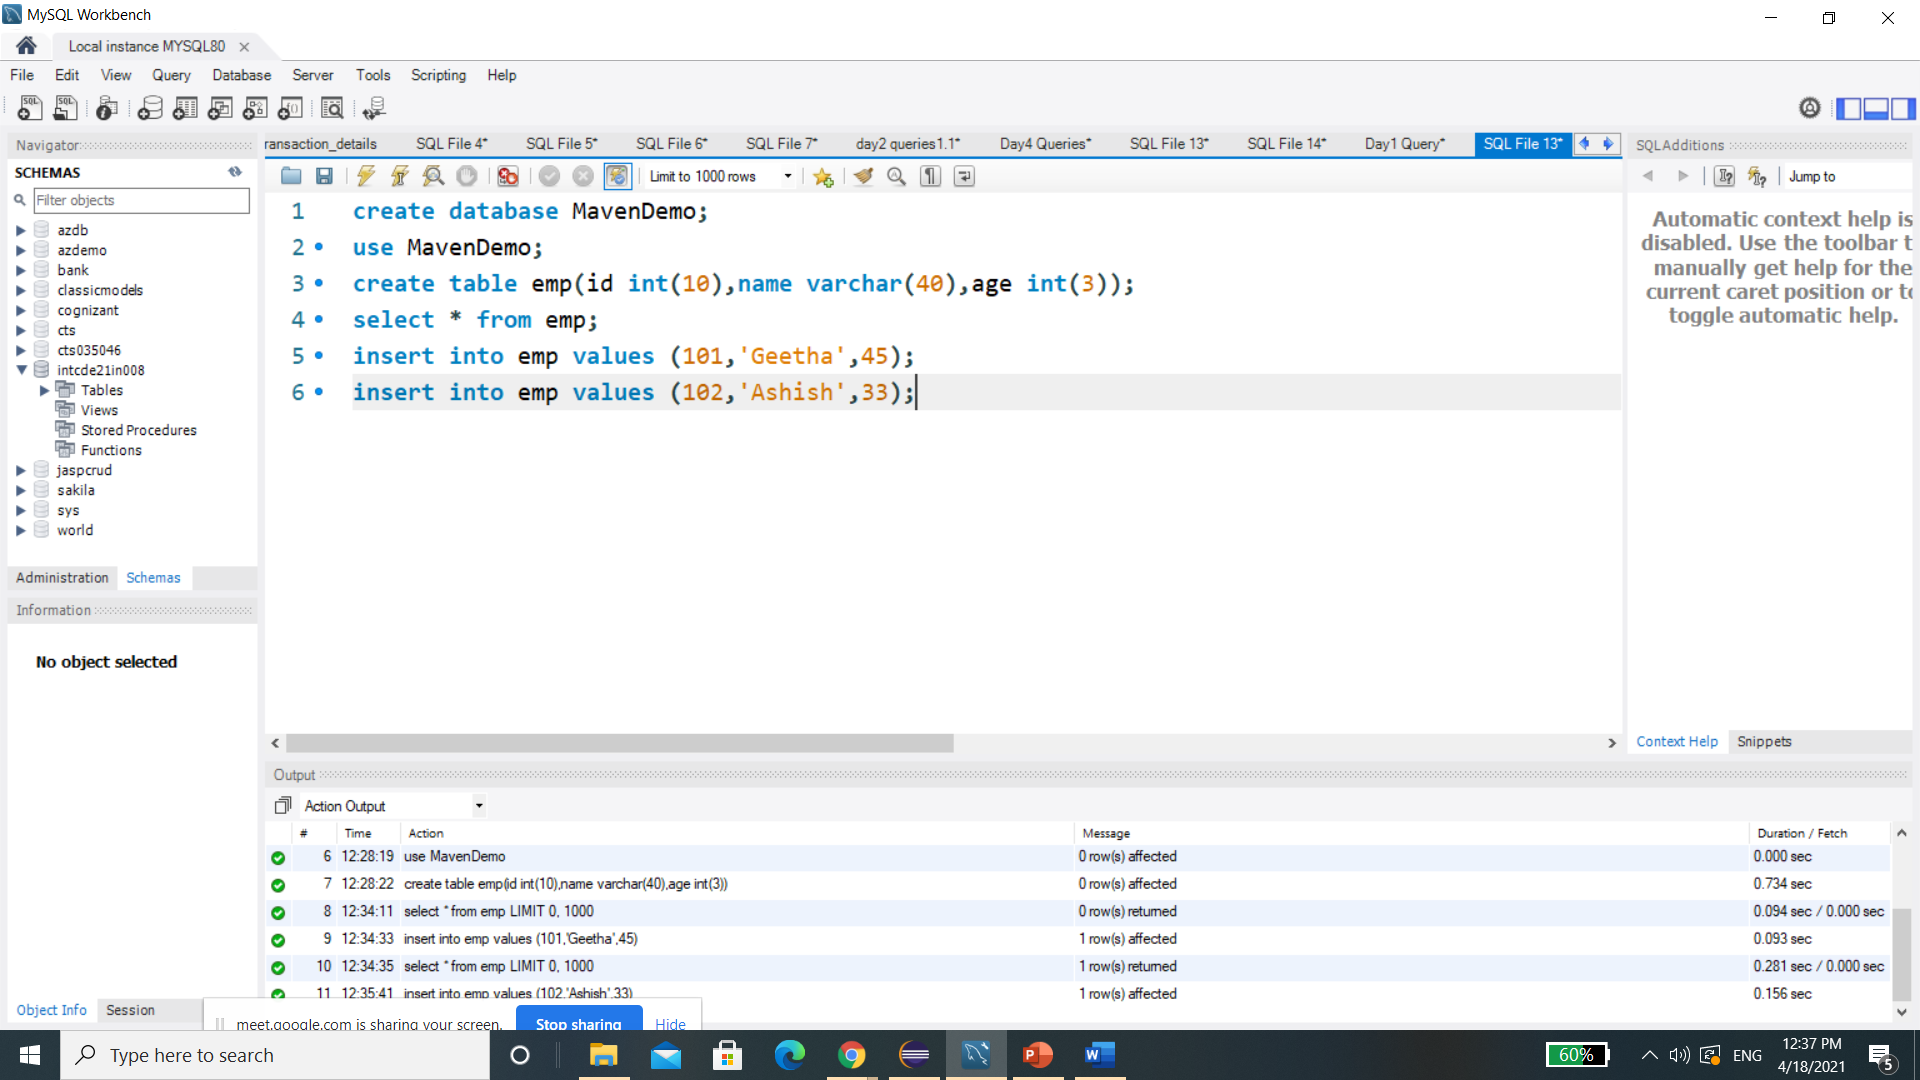 MySQL Workbench
Local instance MYSQL80
File Edit View Query Database Server Tools Scripting Help
Navigator
SCHEMAS
Filter objects
azdb
azdemo
bank
classicmodels
cognizant
cts
cts035046
intcde21in008
Tables
Views
Stored Procedures
Functions
jaspcrud
sakila
sys
world
Administration Schemas
Information
No object selected
Object Info Session
ransaction_details SQL File 4* SQL File 5* SQL File 6* SQL File 7* day2 queries1.1* Day4 Queries* SQL File 13* SQL File 14* Day1 Query* SQL File 13*
Limit to 1000 rows
1 create database MavenDemo;
2 use MavenDemo;
3 create table emp(id int(10),name varchar(40),age int(3));
4 select * from emp;
5 insert into emp values (101,'Geetha',45);
6 insert into emp values (102,'Ashish',33);
SQLAdditions
Jump to
Automatic context help is
disabled. Use the toolbar t
manually get help for the
current caret position or to
toggle automatic help.
Context Help Snippets
Output
Action Output
# Time Action Message Duration / Fetch
6 12:28:19 use MavenDemo 0 row(s) affected 0.000 sec
7 12:28:22 create table emp(id int(10),name varchar(40),age int(3)) 0 row(s) affected 0.734 sec
8 12:34:11 select * from emp LIMIT 0, 1000 0 row(s) returned 0.094 sec / 0.000 sec
9 12:34:33 insert into emp values (101,'Geetha',45) 1 row(s) affected 0.093 sec
10 12:34:35 select * from emp LIMIT 0, 1000 1 row(s) returned 0.281 sec / 0.000 sec
11 12:35:41 insert into emp values (102,'Ashish',33) 1 row(s) affected 0.156 sec
meet.google.com is sharing your screen. Stop sharing Hide
Type here to search
60%
ENG
12:37 PM
4/18/2021
5